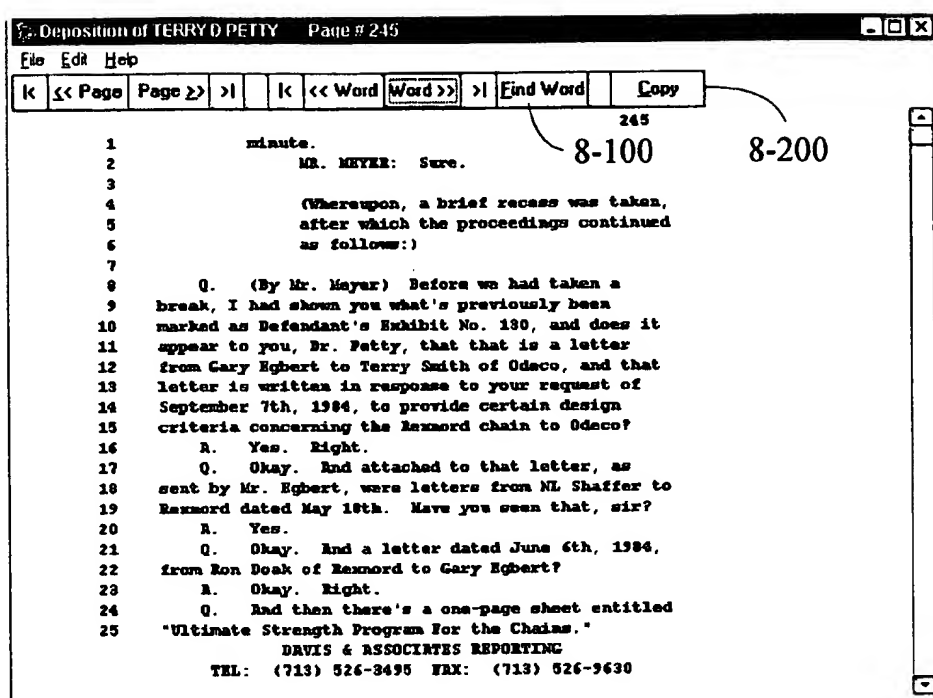 Deposition of TERRY D PETTY Page # 245
File Edit Help
|< << Page Page >> >| |< << Word Word >> >| Find Word Copy
245
8-100 8-200
1 minute.
2 MR. MEYER: Sure.
3
4 (Whereupon, a brief recess was taken,
5 after which the proceedings continued
6 as follows:)
7
8 Q. (By Mr. Meyer) Before we had taken a
9 break, I had shown you what's previously been
10 marked as Defendant's Exhibit No. 130, and does it
11 appear to you, Dr. Petty, that that is a letter
12 from Gary Egbert to Terry Smith of Odeco, and that
13 letter is written in response to your request of
14 September 7th, 1984, to provide certain design
15 criteria concerning the Rexnord chain to Odeco?
16 A. Yes. Right.
17 Q. Okay. And attached to that letter, as
18 sent by Mr. Egbert, were letters from NL Shaffer to
19 Rexnord dated May 18th. Have you seen that, sir?
20 A. Yes.
21 Q. Okay. And a letter dated June 6th, 1984,
22 from Ron Doak of Rexnord to Gary Egbert?
23 A. Okay. Right.
24 Q. And then there's a one-page sheet entitled
25 "Ultimate Strength Program For the Chains."
DAVIS & ASSOCIATES REPORTING
TEL: (713) 526-3495 FAX: (713) 526-9630